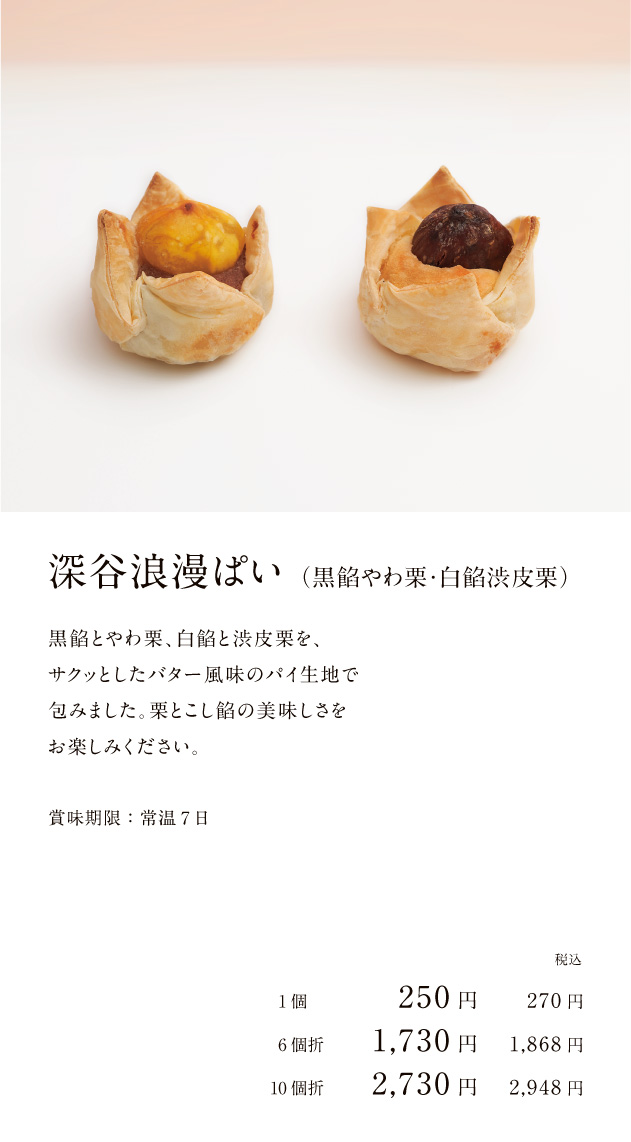 深谷浪漫ぱい（黒餡やわ栗・白餡渋皮栗）
黒餡とやわ栗、白餡と渋皮栗を、
サクッとしたバター風味のパイ生地で
包みました。栗とこし餡の美味しさを
お楽しみください。
賞味期限：常温７日
税込
1個 250円 270円
6個折 1,730円 1,868円
10個折 2,730円 2,948円